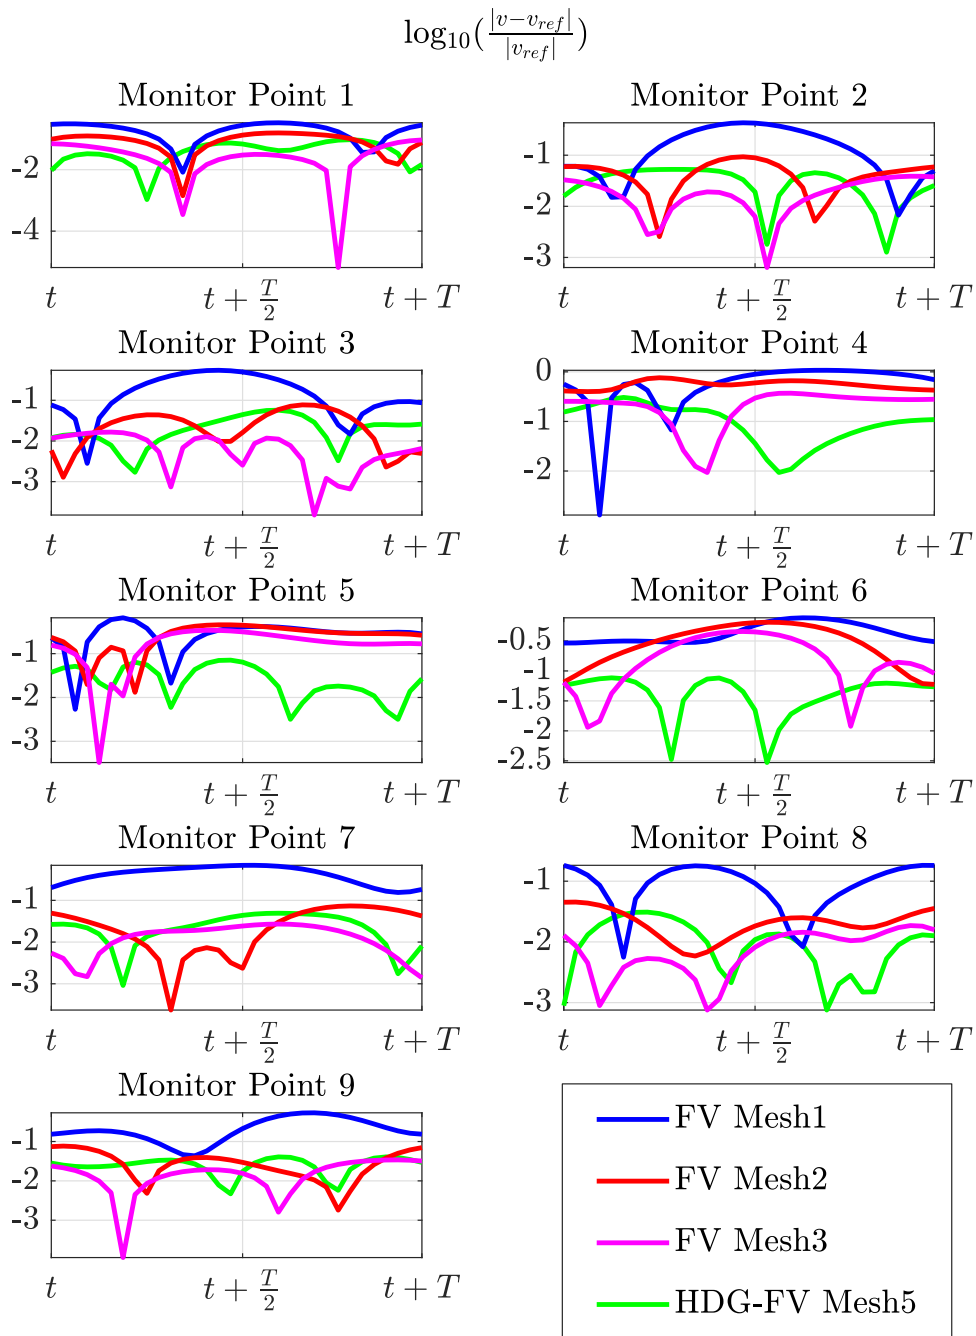 log₁₀(|v−v_ref|/|v_ref|)
Monitor Point 1
-2
-4
t
t + T/2
t + T
Monitor Point 2
-1
-2
-3
t
t + T/2
t + T
Monitor Point 3
-1
-2
-3
t
t + T/2
t + T
Monitor Point 4
0
-1
-2
t
t + T/2
t + T
Monitor Point 5
-1
-2
-3
t
t + T/2
t + T
Monitor Point 6
-0.5
-1
-1.5
-2
-2.5
t
t + T/2
t + T
Monitor Point 7
-1
-2
-3
t
t + T/2
t + T
Monitor Point 8
-1
-2
-3
t
t + T/2
t + T
Monitor Point 9
-1
-2
-3
t
t + T/2
t + T
FV Mesh1
FV Mesh2
FV Mesh3
HDG-FV Mesh5